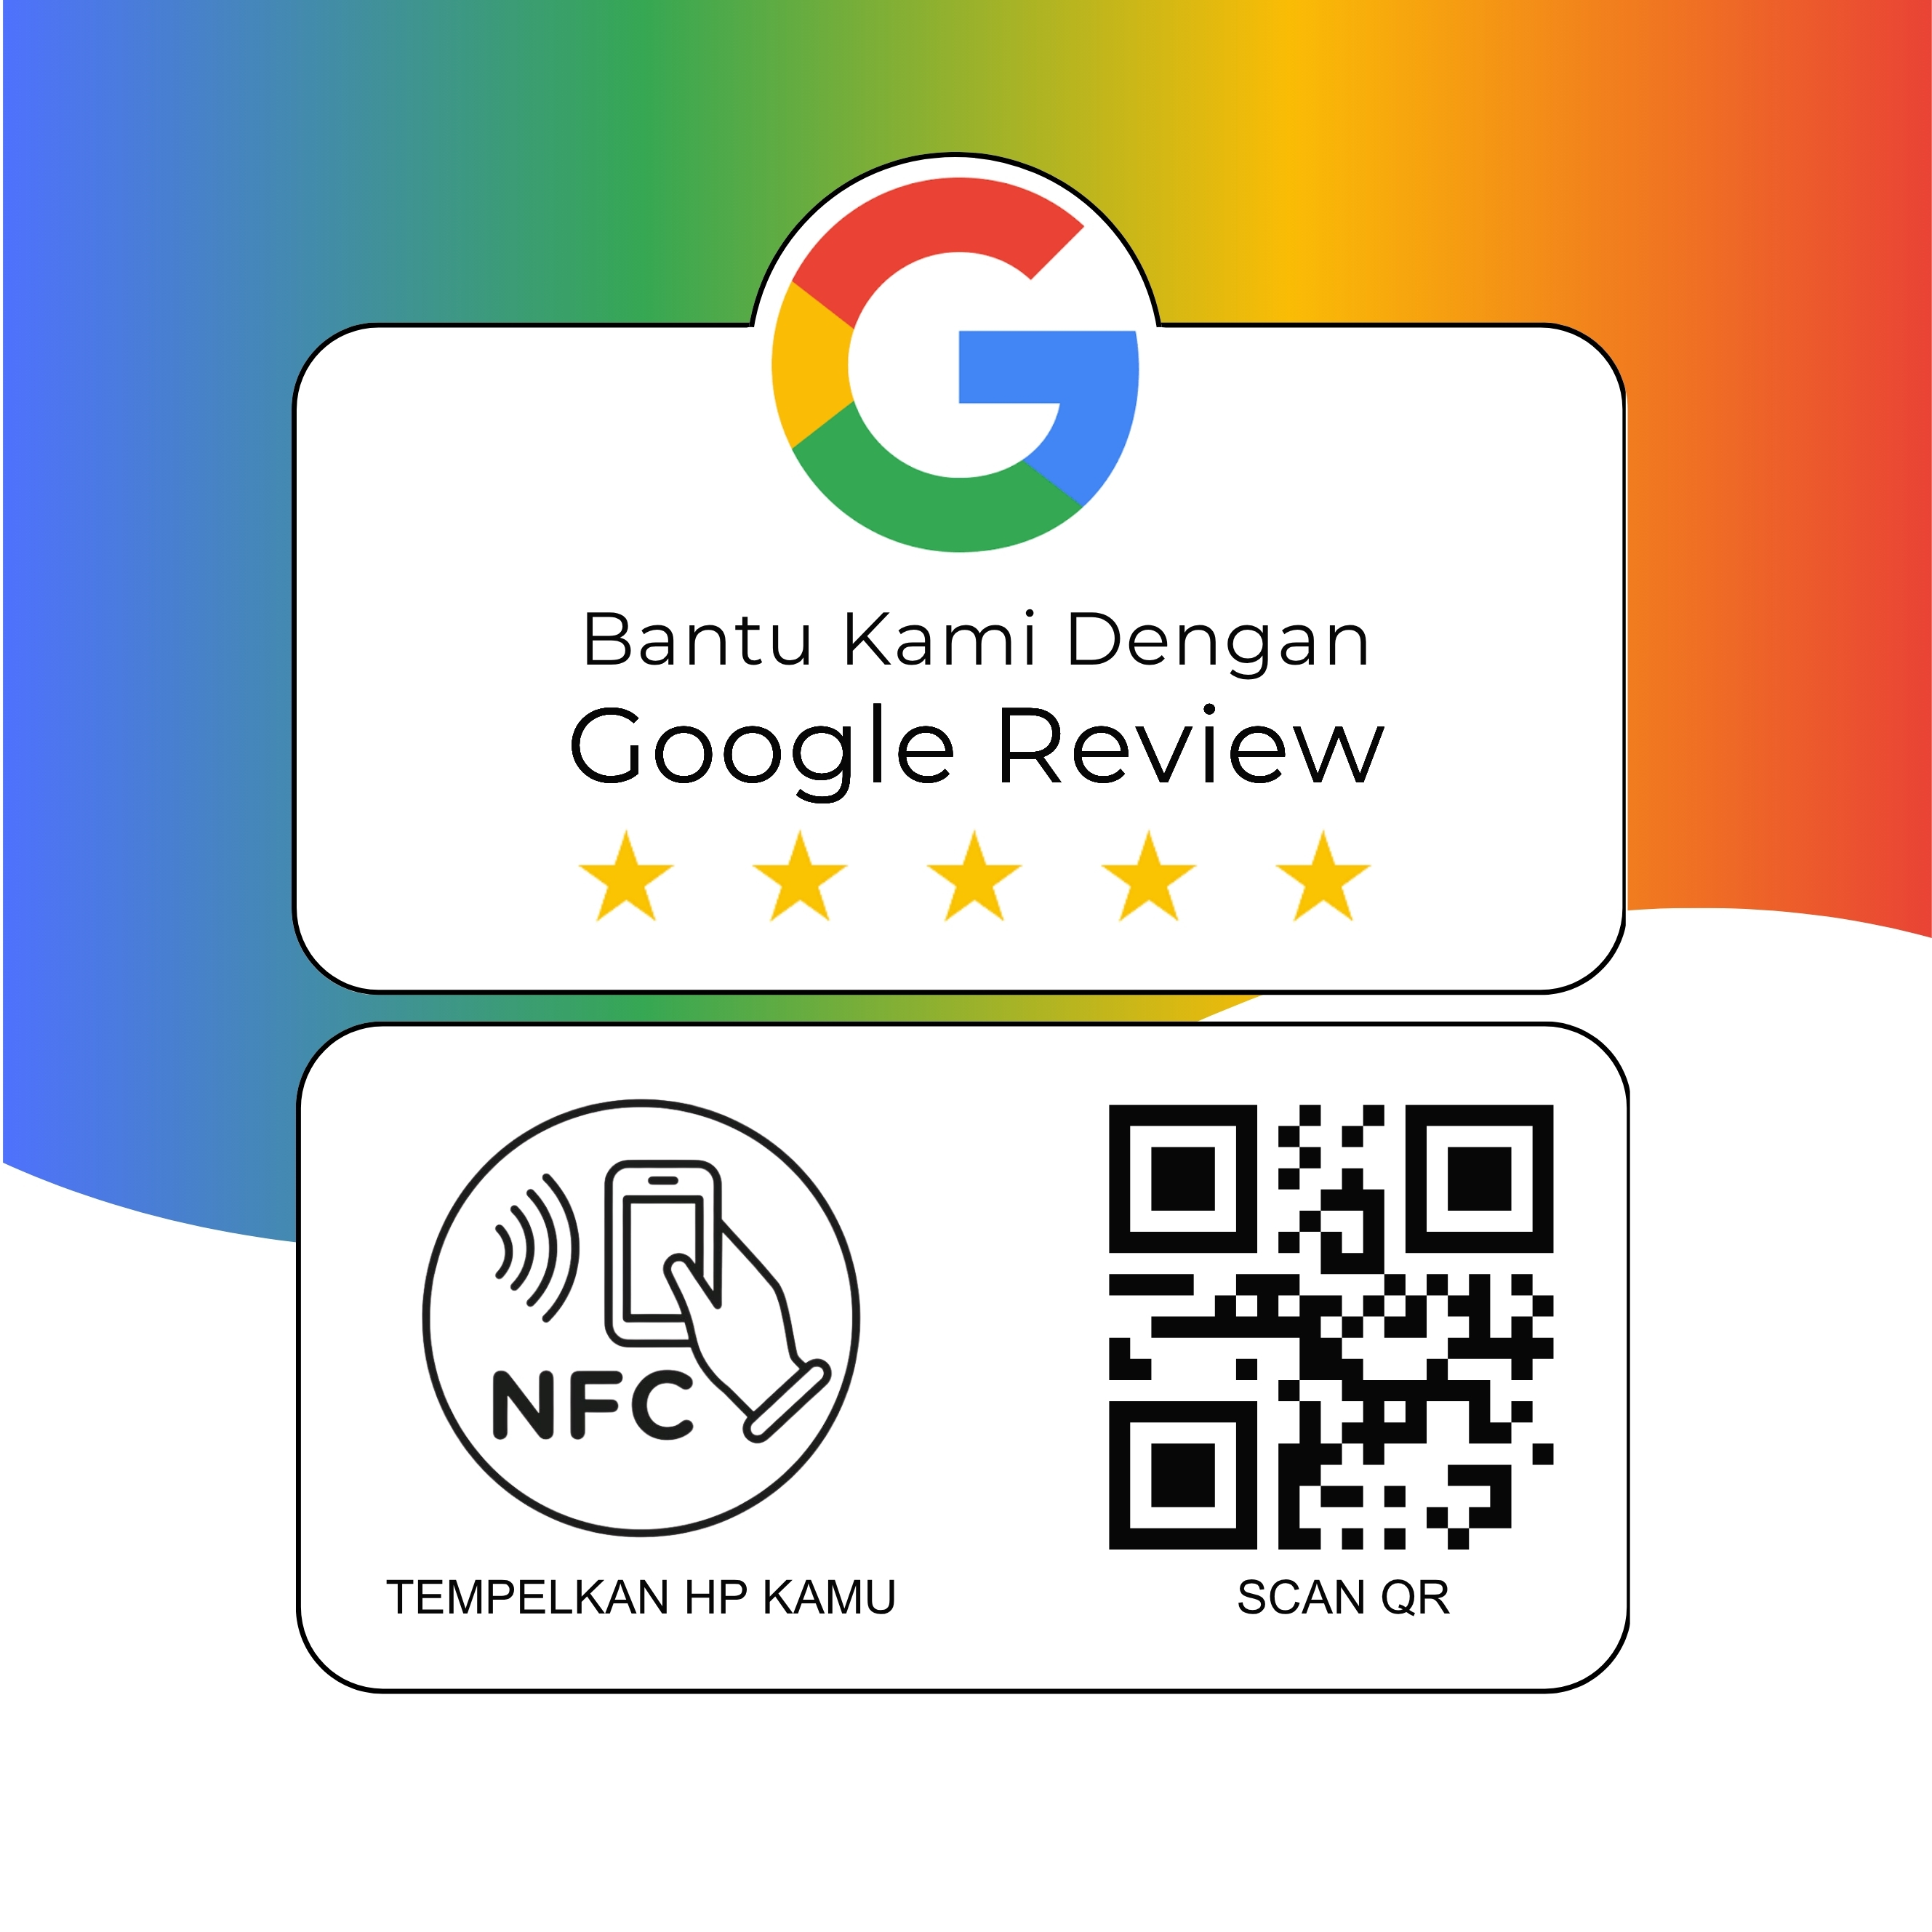 Bantu Kami Dengan
Google Review
NFC
TEMPELKAN HP KAMU
SCAN QR